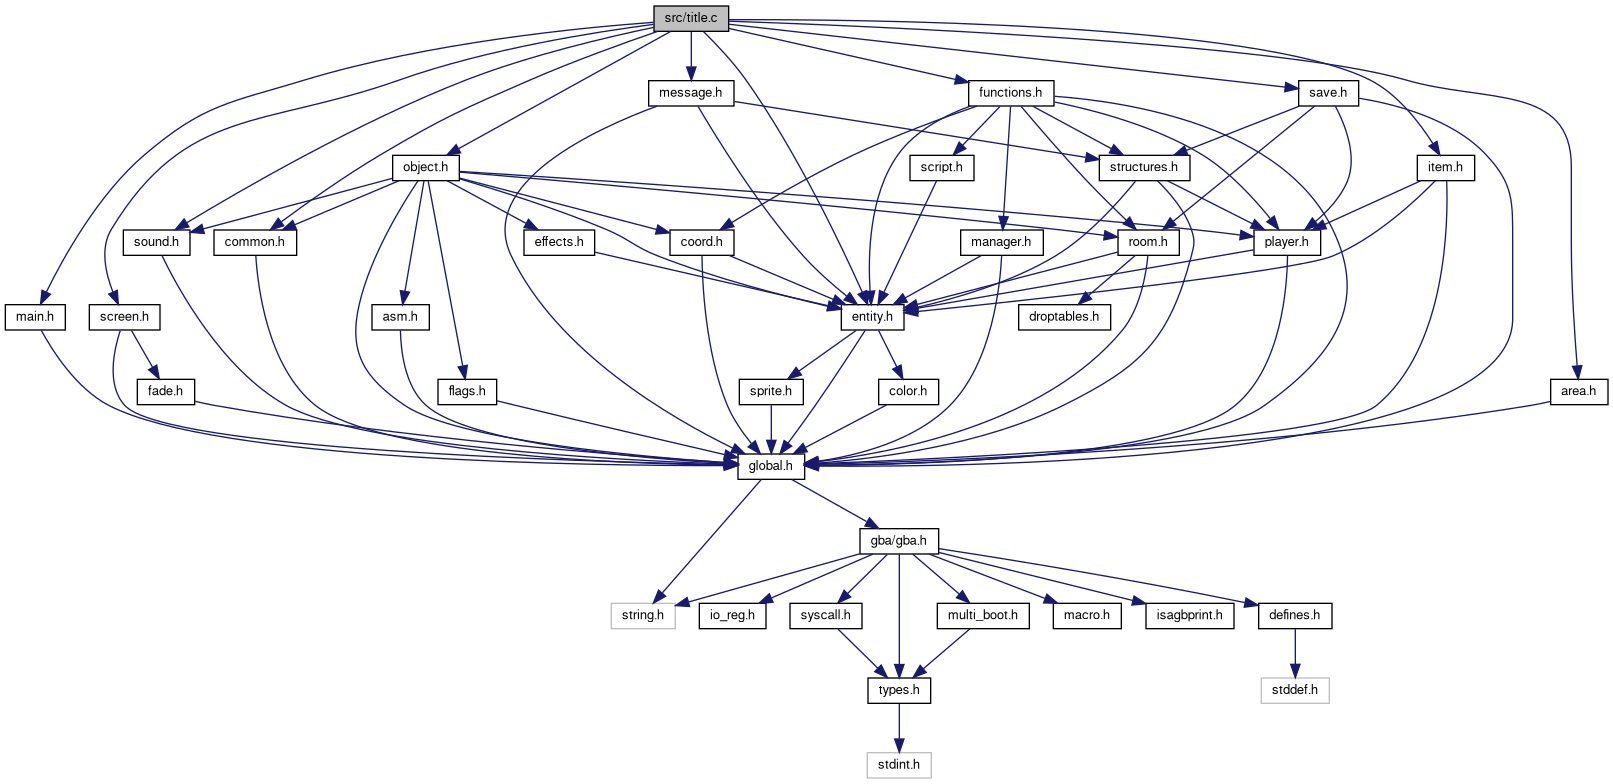 src/title.c
message.h
functions.h
save.h
object.h
script.h
structures.h
item.h
sound.h
common.h
effects.h
coord.h
manager.h
room.h
player.h
main.h
screen.h
asm.h
entity.h
droptables.h
fade.h
flags.h
sprite.h
color.h
area.h
global.h
gba/gba.h
string.h
io_reg.h
syscall.h
multi_boot.h
macro.h
isagbprint.h
defines.h
types.h
stddef.h
stdint.h